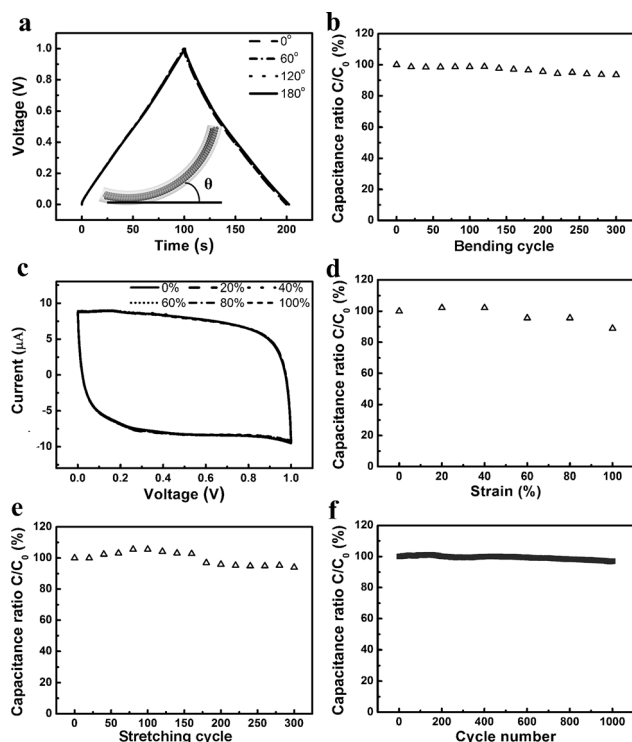 a
1.0
0.8
0.6
0.4
0.2
0.0
Voltage (V)
0°
60°
120°
180°
θ
0 50 100 150 200
Time (s)
b
120
100
80
60
40
20
0
Capacitance ratio C/C0 (%)
0 50 100 150 200 250 300
Bending cycle
c
0% 20% 40%
60% 80% 100%
10
5
0
-5
-10
Current (μA)
0.0 0.2 0.4 0.6 0.8 1.0
Voltage (V)
d
120
100
80
60
40
20
0
Capacitance ratio C/C0 (%)
0 20 40 60 80 100
Strain (%)
e
120
100
80
60
40
20
0
Capacitance ratio C/C0 (%)
0 50 100 150 200 250 300
Stretching cycle
f
120
100
80
60
40
20
0
Capacitance ratio C/C0 (%)
0 200 400 600 800 1000
Cycle number